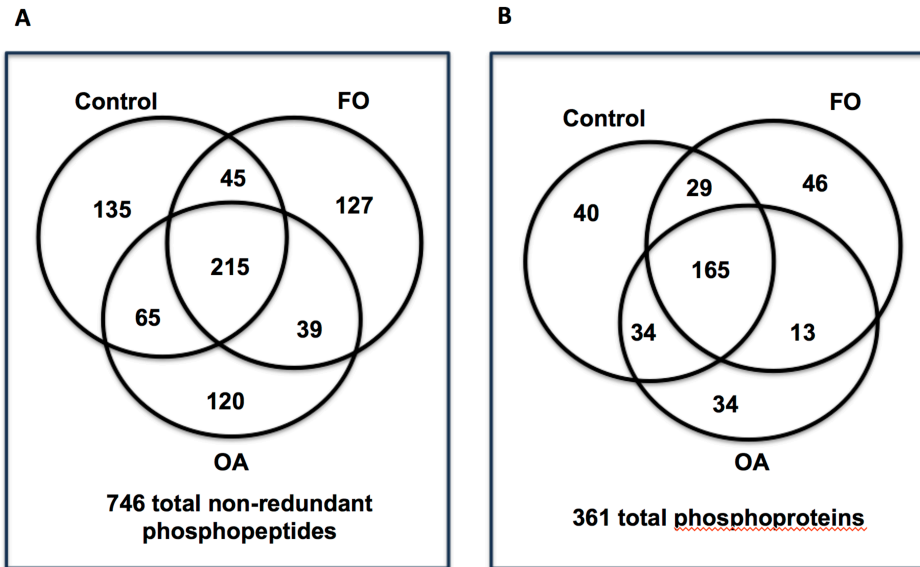 A
B
Control
FO
45
135
127
215
65
39
120
OA
746 total non-redundant
phosphopeptides
FO
Control
29
46
40
165
34
13
34
OA
361 total phosphoproteins